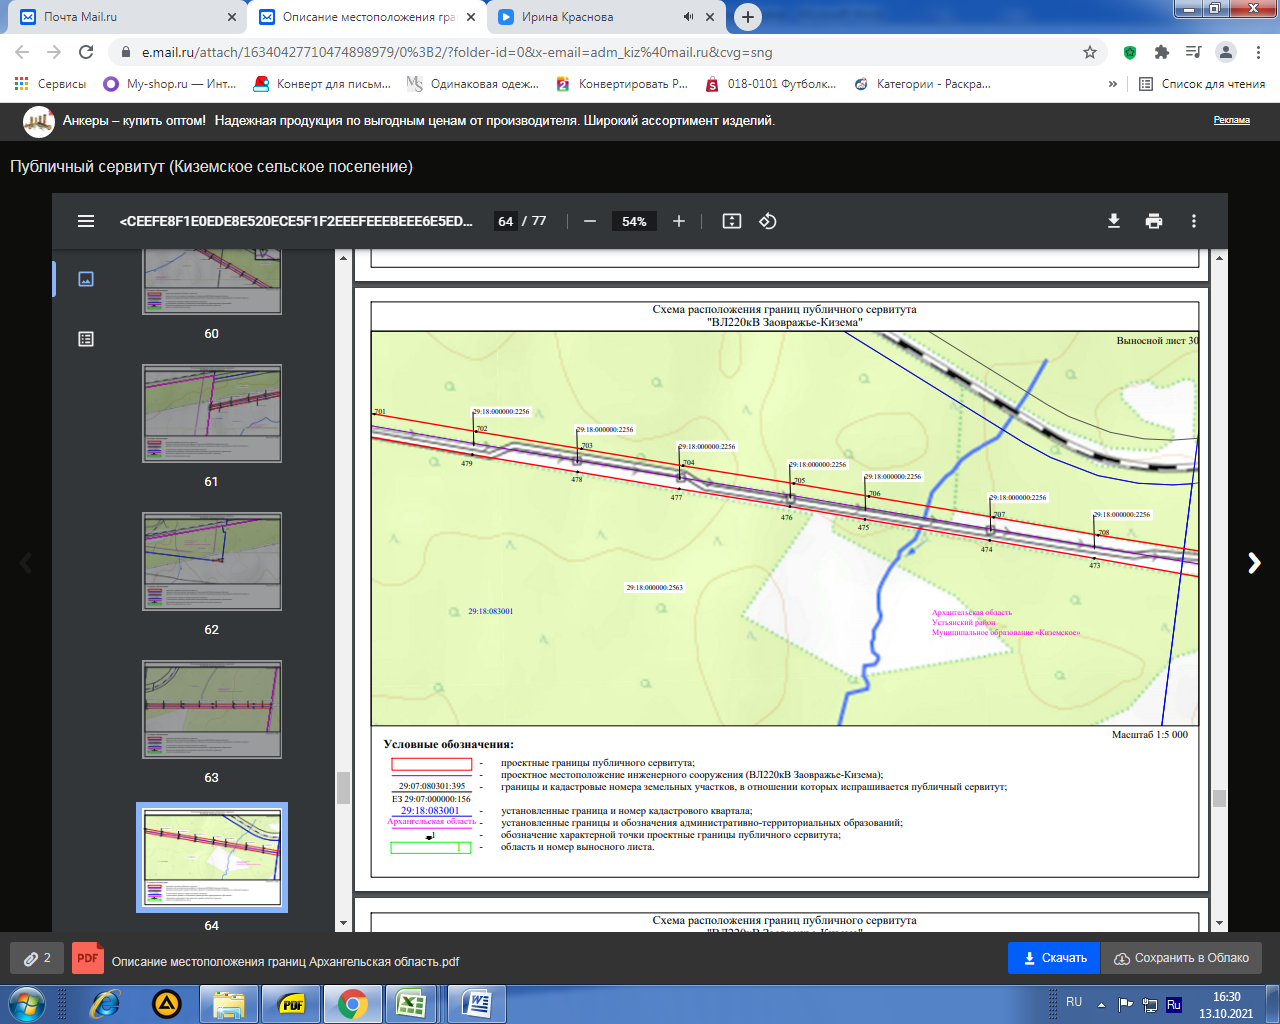 Почта Mail.ru
Описание местоположения гра
Ирина Краснова
e.mail.ru/attach/16340427710474898979/0%3B2/?folder-id=0&x-email=adm_kiz%40mail.ru&cvg=sng
Сервисы
My-shop.ru — Инт...
Конверт для письм...
Одинаковая одеж...
Конвертировать Р...
018-0101 Футболк...
Категории - Раскра...
»
Список для чтения
Анкеры – купить оптом! Надежная продукция по выгодным ценам от производителя. Широкий ассортимент изделий.
Реклама
Публичный сервитут (Киземское сельское поселение)
<CEEFE8F1E0EDE8E520ECE5F1F2EEEFEEEBEEE6E5ED...
64 / 77
54%
60
61
62
63
64
Схема расположения границ публичного сервитута
"ВЛ220кВ Заовражье-Кизема"
Выносной лист 30
701
29:18:000000:2256
702
29:18:000000:2256
703
29:18:000000:2256
704
29:18:000000:2256
705
29:18:000000:2256
706
29:18:000000:2256
707
29:18:000000:2256
708
479
478
477
476
475
474
473
29:18:000000:2563
29:18:083001
Архангельская область
Устьянский район
Муниципальное образование «Киземское»
Масштаб 1:5 000
Условные обозначения:
- проектные границы публичного сервитута;
- проектное местоположение инженерного сооружения (ВЛ220кВ Заовражье-Кизема);
29:07:080301:395 - границы и кадастровые номера земельных участков, в отношении которых испрашивается публичный сервитут;
ЕЗ 29:07:000000:156
29:18:083001 - установленные граница и номер кадастрового квартала;
Архангельская область - установленные границы и обозначения административно-территориальных образований;
1 - обозначение характерной точки проектные границы публичного сервитута;
1 - область и номер выносного листа.
Схема расположения границ публичного сервитута
"ВЛ220кВ Заовражье-Кизема"
2
PDF
Описание местоположения границ Архангельская область.pdf
Скачать
Сохранить в Облако
PDF
RU
Ru
16:30
13.10.2021